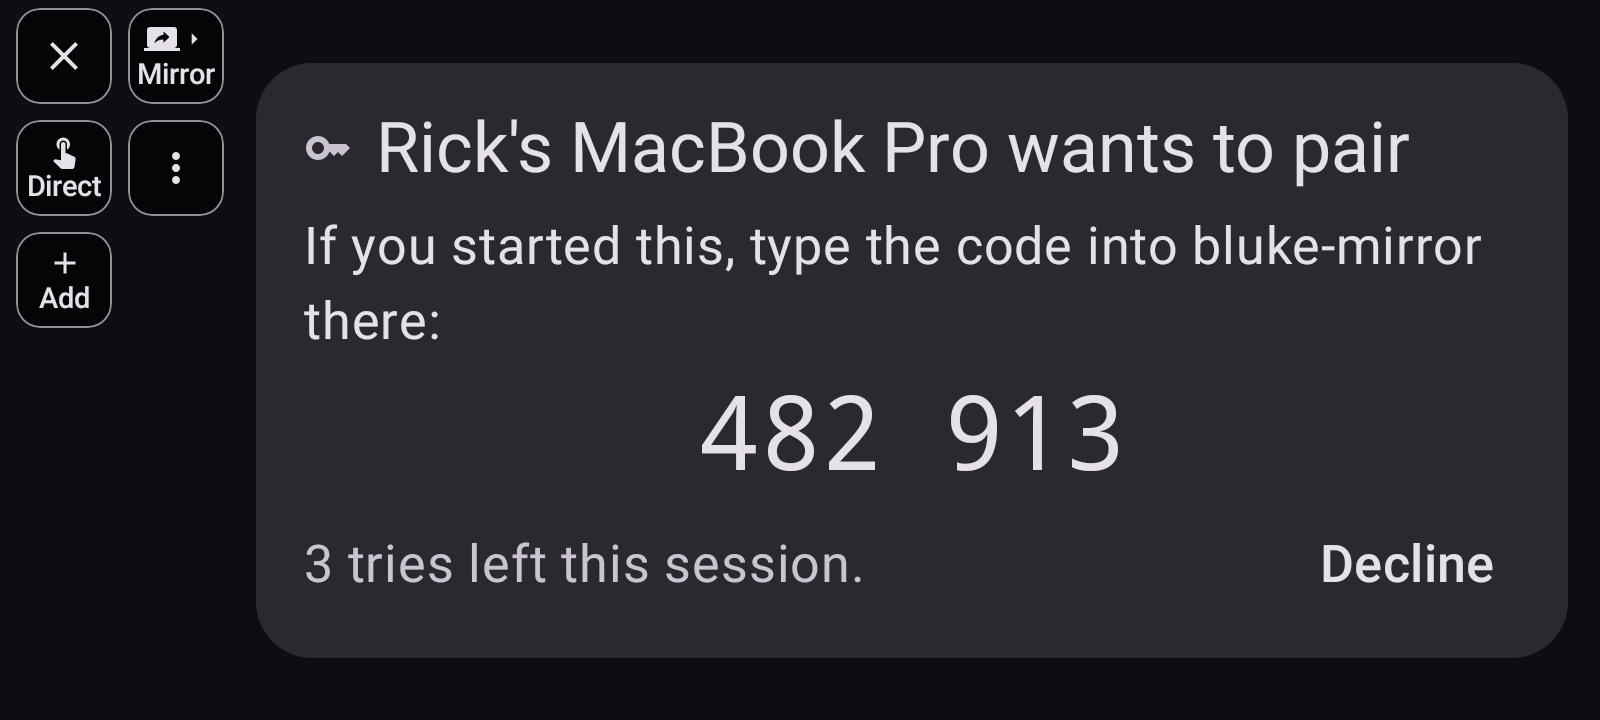 Mirror
Direct
Add
Rick's MacBook Pro wants to pair
If you started this, type the code into bluke-mirror
there:
482 913
3 tries left this session.
Decline